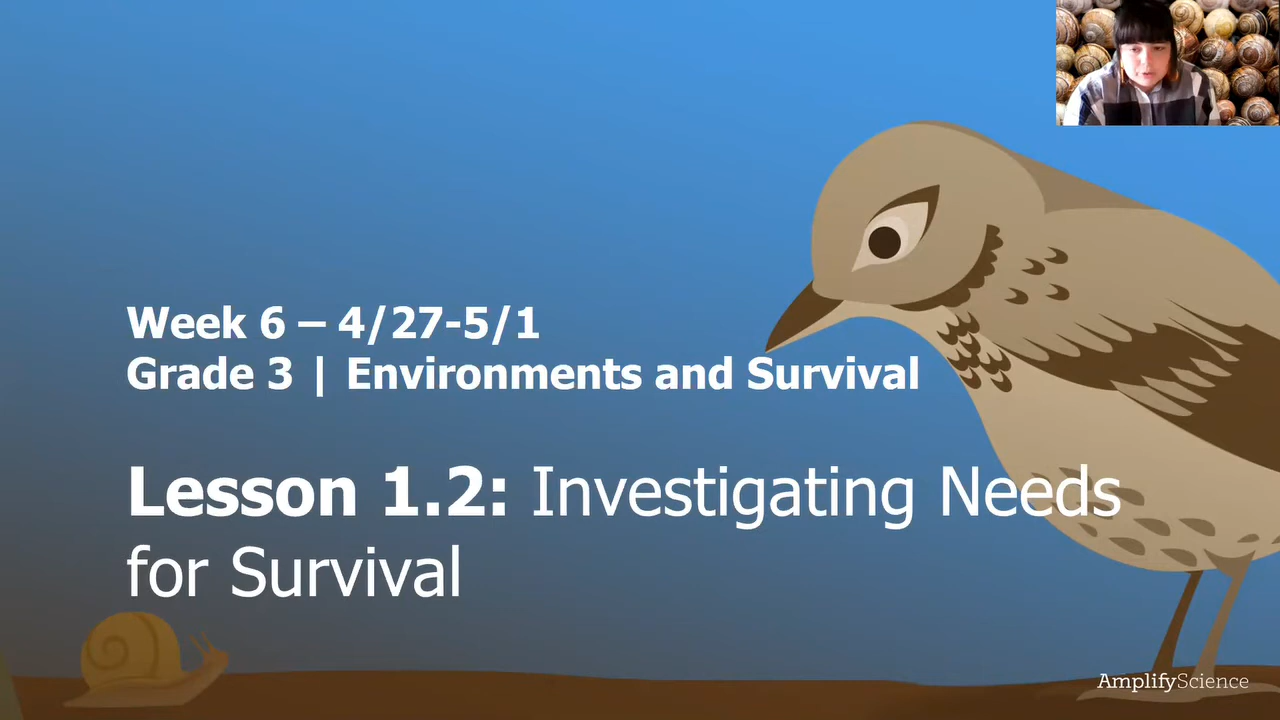 Week 6 – 4/27-5/1
Grade 3 | Environments and Survival
Lesson 1.2: Investigating Needs
for Survival
AmplifyScience